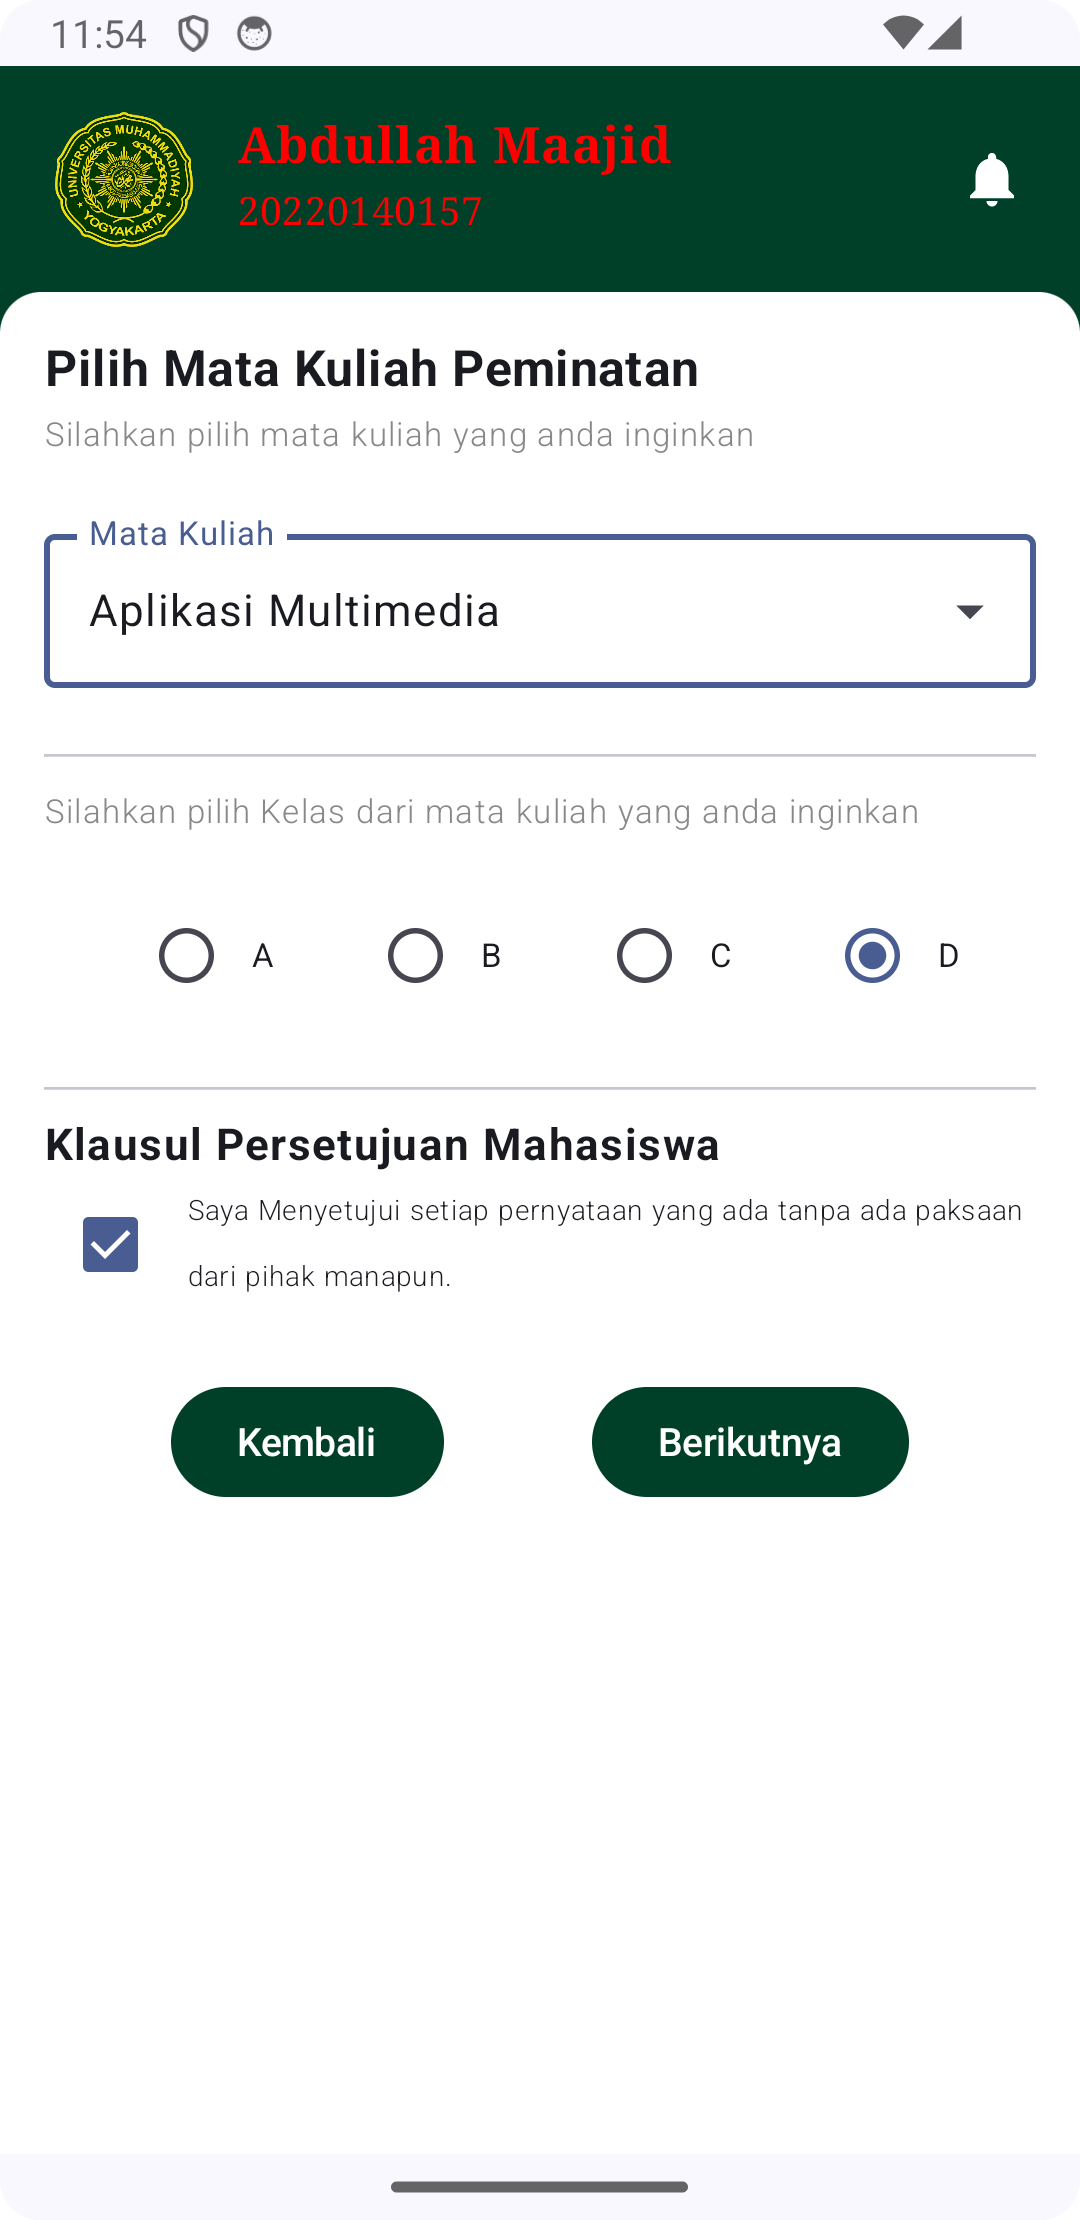 11:54
UNIVERSITAS MUHAMMADIYAH
YOGYAKARTA
Abdullah Maajid
20220140157
Pilih Mata Kuliah Peminatan
Silahkan pilih mata kuliah yang anda inginkan
Mata Kuliah
Aplikasi Multimedia
Silahkan pilih Kelas dari mata kuliah yang anda inginkan
A B C D
Klausul Persetujuan Mahasiswa
Saya Menyetujui setiap pernyataan yang ada tanpa ada paksaan
dari pihak manapun.
Kembali Berikutnya